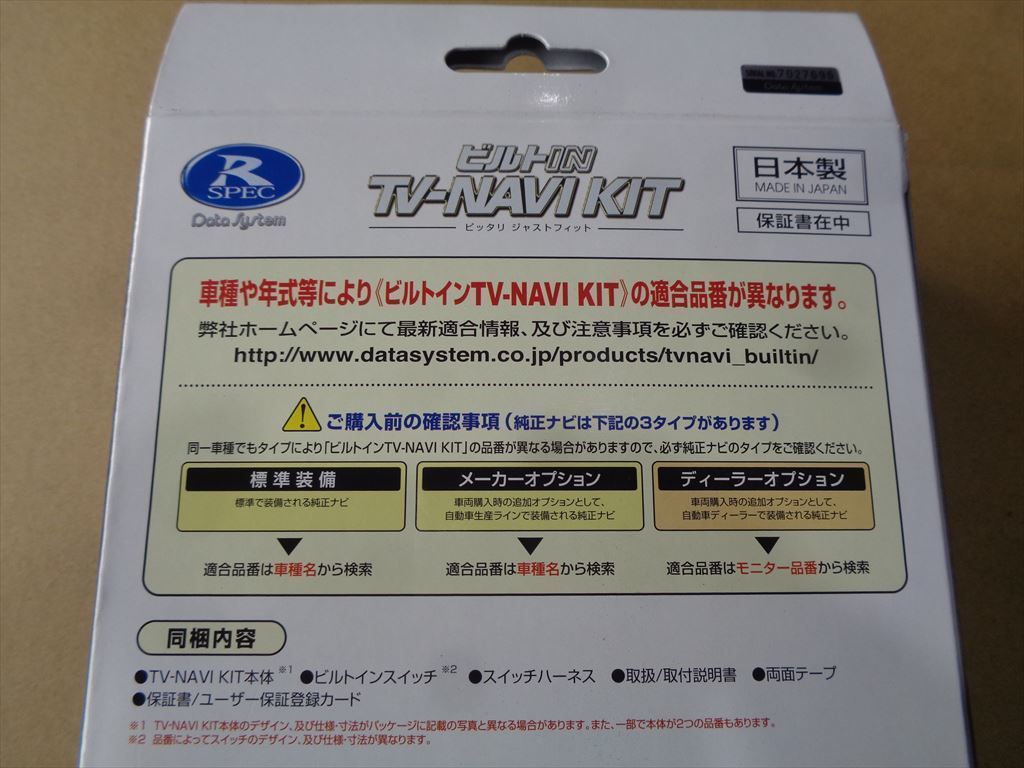 SERIAL NO.7027696
Data System
R
SPEC
Data System
ビルトIN
TV-NAVI KIT
ピッタリ ジャストフィット
日本製
MADE IN JAPAN
保証書在中
車種や年式等により《ビルトインTV-NAVI KIT》の適合品番が異なります。
弊社ホームページにて最新適合情報、及び注意事項を必ずご確認ください。
http://www.datasystem.co.jp/products/tvnavi_builtin/
ご購入前の確認事項(純正ナビは下記の3タイプがあります)
同一車種でもタイプにより「ビルトインTV-NAVI KIT」の品番が異なる場合がありますので、必ず純正ナビのタイプをご確認ください。
標準装備
標準で装備される純正ナビ
適合品番は車種名から検索
メーカーオプション
車両購入時の追加オプションとして、
自動車生産ラインで装備される純正ナビ
適合品番は車種名から検索
ディーラーオプション
車両購入時の追加オプションとして、
自動車ディーラーで装備される純正ナビ
適合品番はモニター品番から検索
同梱内容
●TV-NAVI KIT本体※1 ●ビルトインスイッチ※2 ●スイッチハーネス ●取扱/取付説明書 ●両面テープ
●保証書/ユーザー保証登録カード
※1 TV-NAVI KIT本体のデザイン、及び仕様・寸法がパッケージに記載の写真と異なる場合があります。また、一部で本体が2つの品番もあります。
※2 品番によってスイッチのデザイン、及び仕様・寸法が異なります。